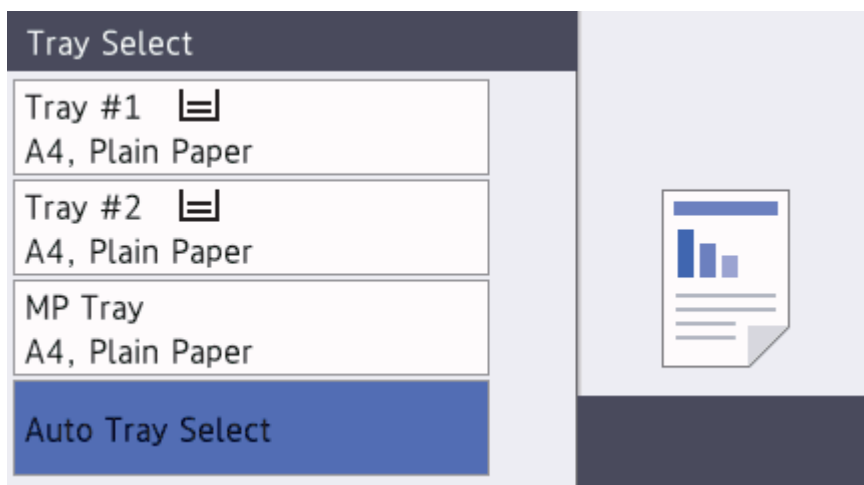 Tray Select
Tray #1
A4, Plain Paper
Tray #2
A4, Plain Paper
MP Tray
A4, Plain Paper
Auto Tray Select